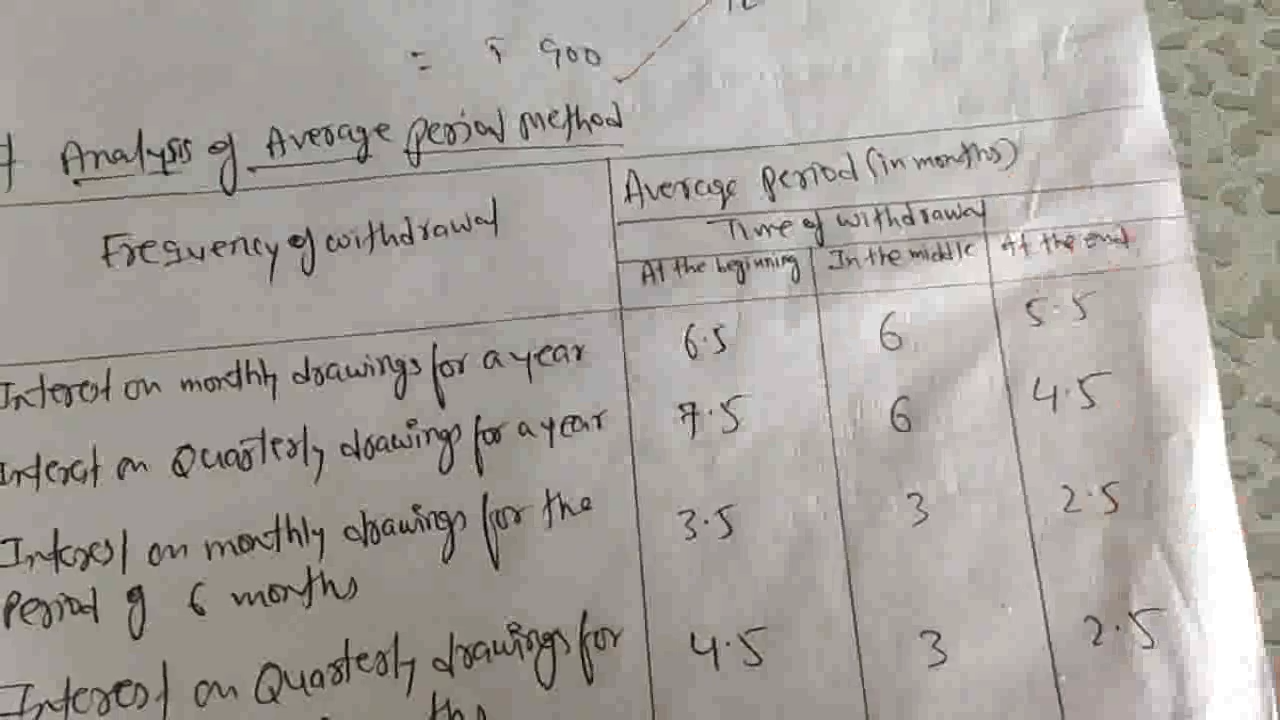 = ₹ 900
Analysis of Average period Method
Frequency of withdrawal
Average period (in months)
Time of withdrawal
At the beginning In the middle At the end
Interest on monthly drawings for a year 6.5 6 5.5
Interest on Quarterly drawings for a year 7.5 6 4.5
Interest on monthly drawings for the 3.5 3 2.5
Period of 6 months
Interest on Quarterly drawings for 4.5 3 2.5
the